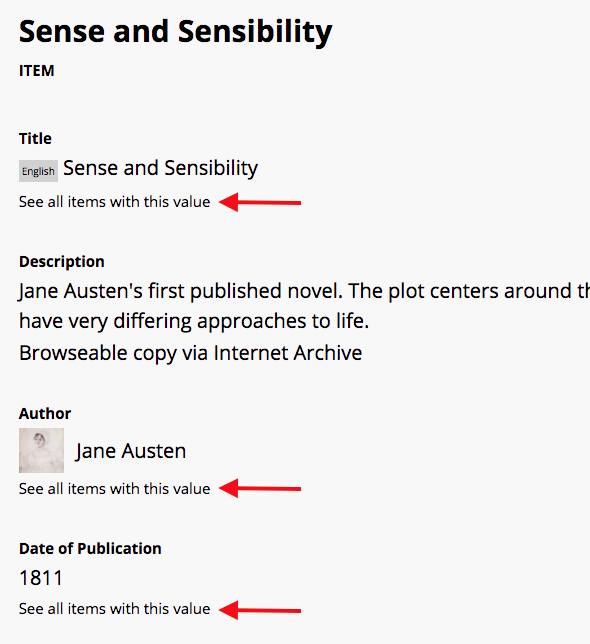 Sense and Sensibility
ITEM
Title
English Sense and Sensibility
See all items with this value
Description
Jane Austen's first published novel. The plot centers around
have very differing approaches to life.
Browseable copy via Internet Archive
Author
Jane Austen
See all items with this value
Date of Publication
1811
See all items with this value